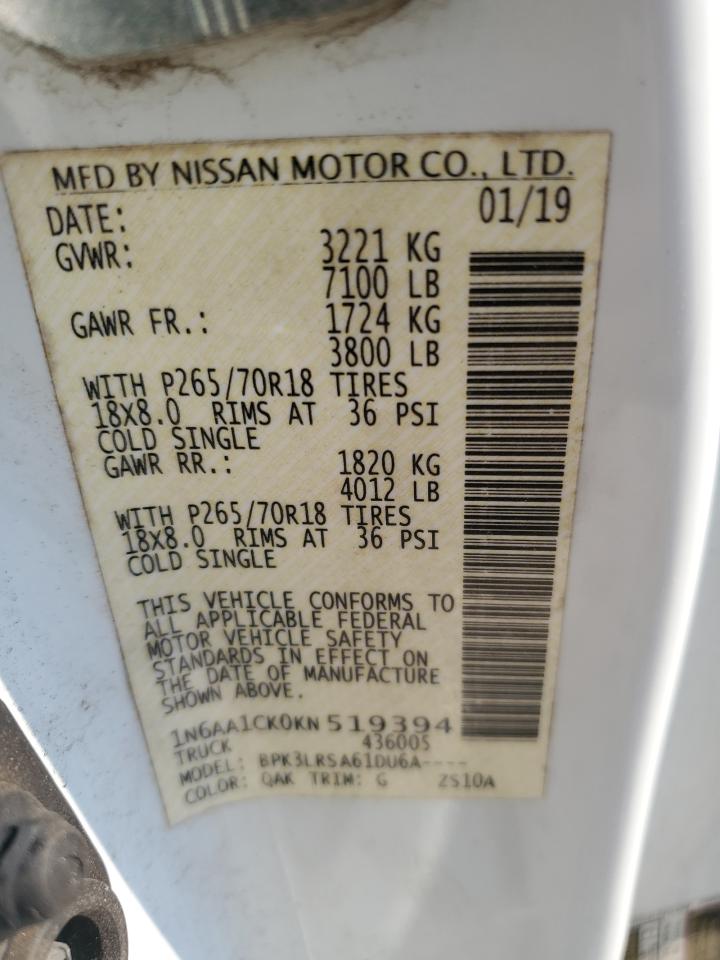 MFD BY NISSAN MOTOR CO., LTD.
DATE: 01/19
GVWR: 3221 KG
7100 LB
GAWR FR.: 1724 KG
3800 LB
WITH P265/70R18 TIRES
18X8.0 RIMS AT 36 PSI
COLD SINGLE
GAWR RR.: 1820 KG
4012 LB
WITH P265/70R18 TIRES
18X8.0 RIMS AT 36 PSI
COLD SINGLE
THIS VEHICLE CONFORMS TO
ALL APPLICABLE FEDERAL
MOTOR VEHICLE SAFETY
STANDARDS IN EFFECT ON
THE DATE OF MANUFACTURE
SHOWN ABOVE.
1N6AA1CK0KN 519394
TRUCK 436005
MODEL: BPK3LRSA61DU6A----
COLOR: QAK TRIM: G 2S10A